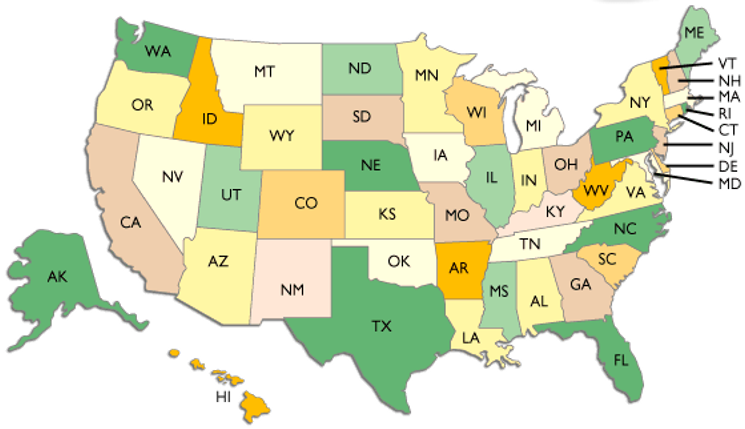 ME
WA
VT
MT
ND
MN
NH
MA
OR
ID
WI
NY
RI
SD
MI
CT
WY
PA
NJ
IA
NE
OH
DE
NV
IL
IN
MD
UT
WV
VA
CO
CA
KS
MO
KY
NC
TN
AZ
OK
SC
AR
AK
NM
GA
MS
AL
TX
LA
FL
HI